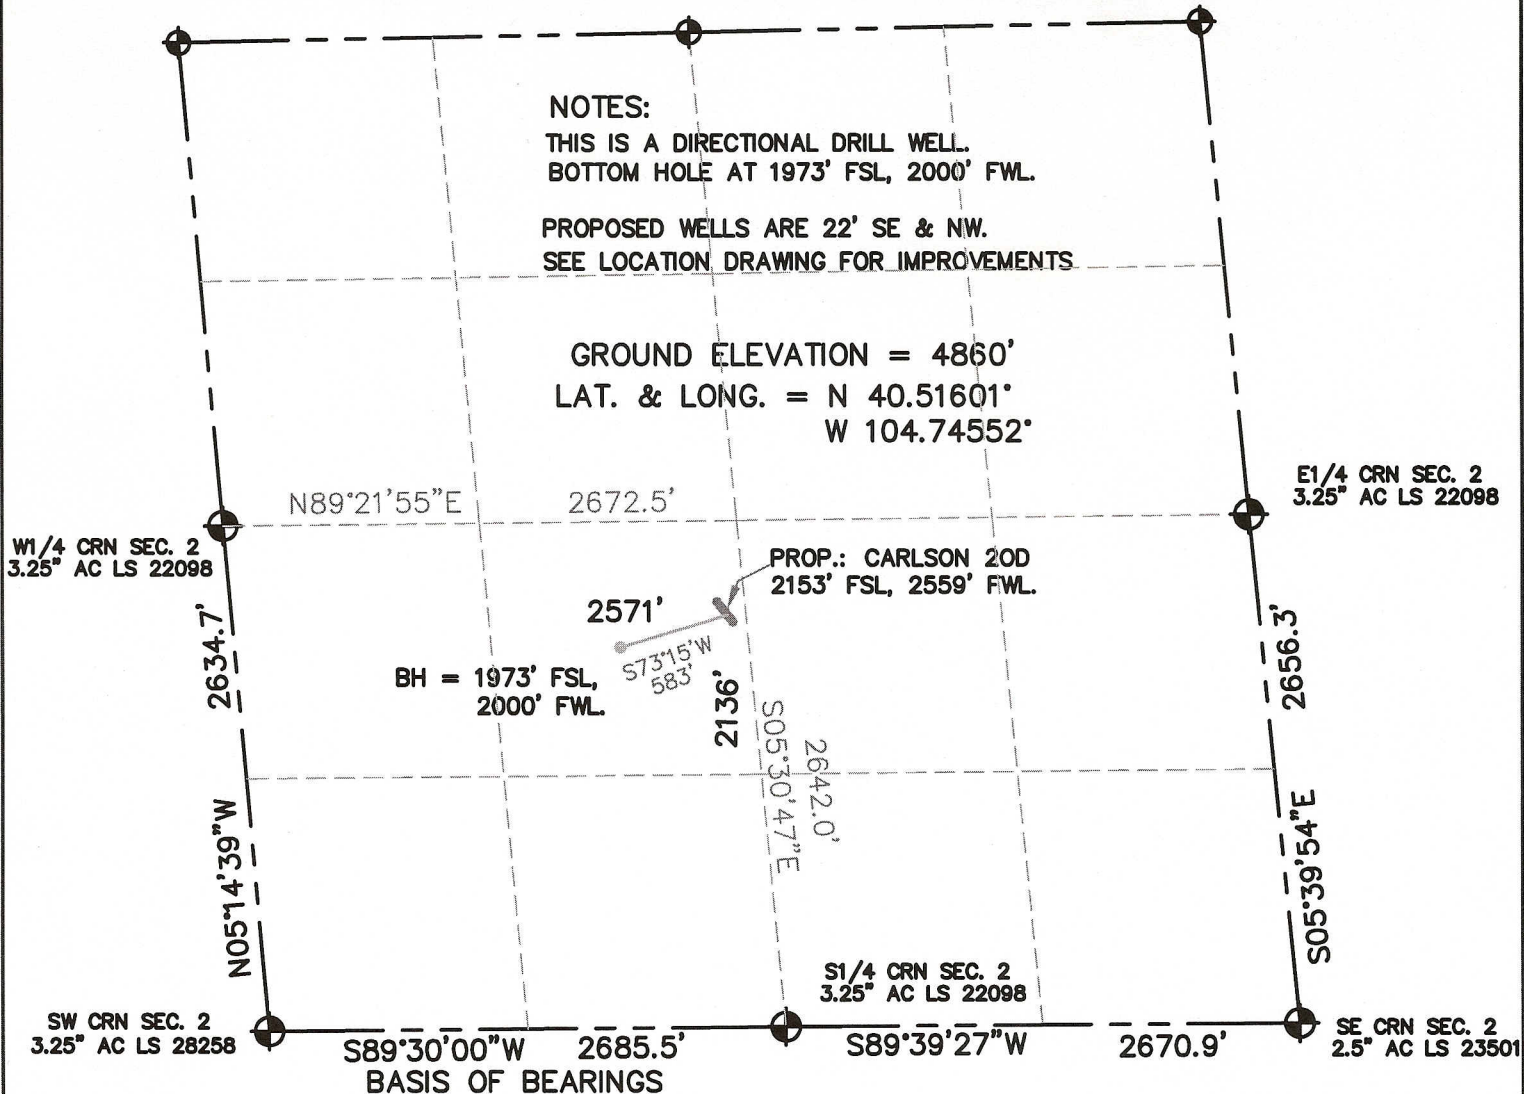 NOTES:
THIS IS A DIRECTIONAL DRILL WELL.
BOTTOM HOLE AT 1973' FSL, 2000' FWL.
PROPOSED WELLS ARE 22' SE & NW.
SEE LOCATION DRAWING FOR IMPROVEMENTS
GROUND ELEVATION = 4860'
LAT. & LONG. = N 40.51601°
W 104.74552°
E1/4 CRN SEC. 2
3.25" AC LS 22098
N89°21'55"E 2672.5'
W1/4 CRN SEC. 2
3.25" AC LS 22098
PROP.: CARLSON 20D
2153' FSL, 2559' FWL.
2571'
S73°15'W
583'
BH = 1973' FSL,
2000' FWL.
2634.7'
2136'
2656.3'
S05°30'47"E
2642.0'
N05°14'39"W
S05°39'54"E
S1/4 CRN SEC. 2
3.25" AC LS 22098
SW CRN SEC. 2
3.25" AC LS 28258
SE CRN SEC. 2
2.5" AC LS 23501
S89°30'00"W 2685.5'
S89°39'27"W 2670.9'
BASIS OF BEARINGS